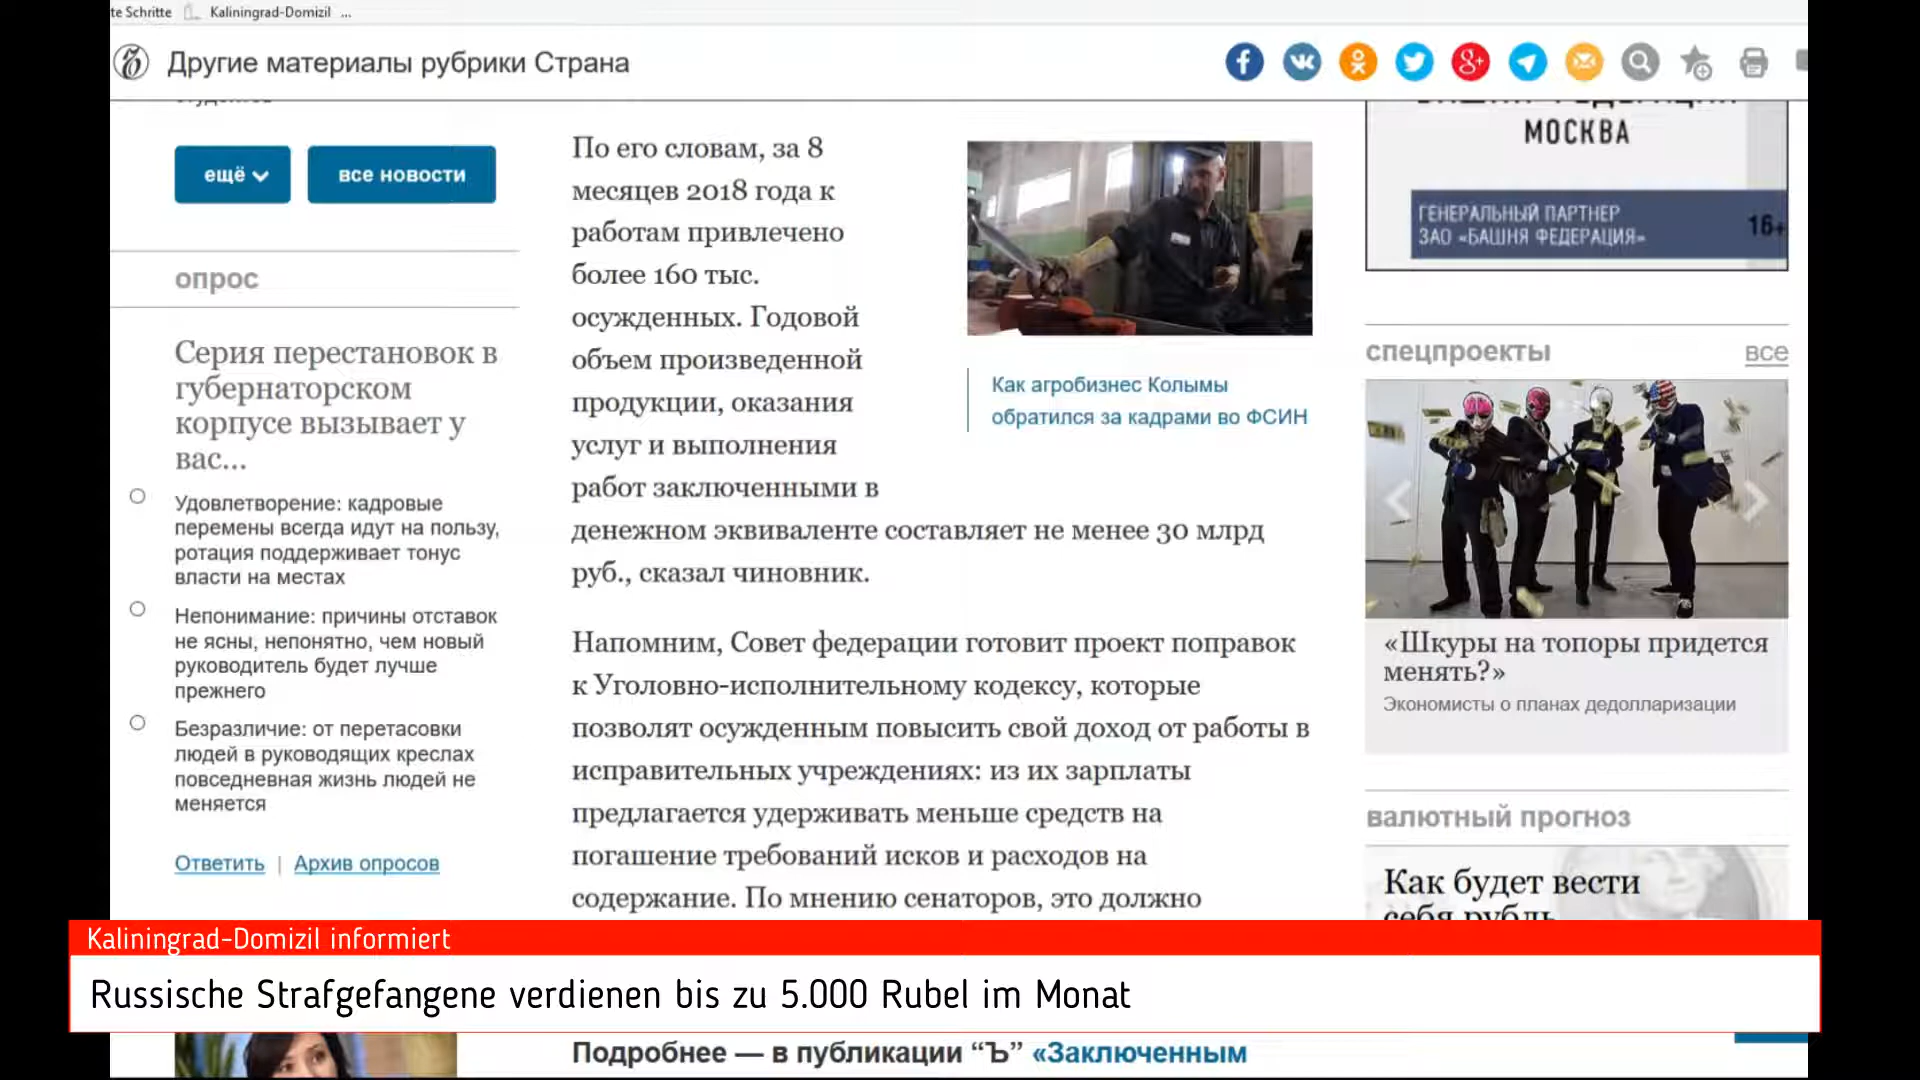 te Schritte Kaliningrad-Domizil ...
Другие материалы рубрики Страна
ещё
все новости
опрос
Серия перестановок в
губернаторском
корпусе вызывает у
вас...
Удовлетворение: кадровые
перемены всегда идут на пользу,
ротация поддерживает тонус
власти на местах
Непонимание: причины отставок
не ясны, непонятно, чем новый
руководитель будет лучше
прежнего
Безразличие: от перетасовки
людей в руководящих креслах
повседневная жизнь людей не
меняется
Ответить | Архив опросов
По его словам, за 8
месяцев 2018 года к
работам привлечено
более 160 тыс.
осужденных. Годовой
объем произведенной
продукции, оказания
услуг и выполнения
работ заключенными в
денежном эквиваленте составляет не менее 30 млрд
руб., сказал чиновник.
Как агробизнес Колымы
обратился за кадрами во ФСИН
Напомним, Совет федерации готовит проект поправок
к Уголовно-исполнительному кодексу, которые
позволят осужденным повысить свой доход от работы в
исправительных учреждениях: из их зарплаты
предлагается удерживать меньше средств на
погашение требований исков и расходов на
содержание. По мнению сенаторов, это должно
Подробнее — в публикации “Ъ” «Заключенным
МОСКВА
ГЕНЕРАЛЬНЫЙ ПАРТНЕР
ЗАО «БАШНЯ ФЕДЕРАЦИЯ»
16+
спецпроекты
все
«Шкуры на топоры придется
менять?»
Экономисты о планах дедолларизации
валютный прогноз
Как будет вести
себя рубль
Kaliningrad-Domizil informiert
Russische Strafgefangene verdienen bis zu 5.000 Rubel im Monat